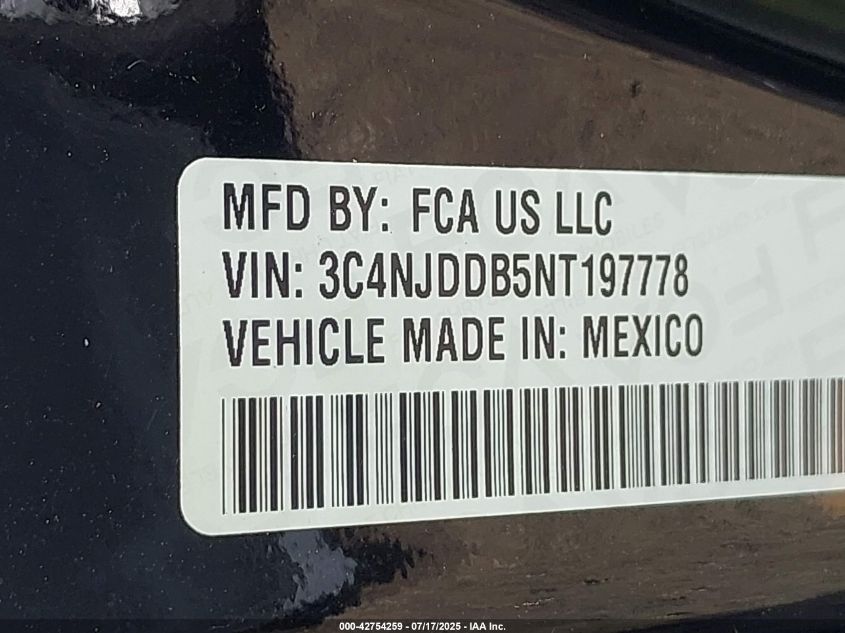 MFD BY: FCA US LLC
VIN: 3C4NJDDB5NT197778
VEHICLE MADE IN: MEXICO
000-42754259 - 07/17/2025 - IAA Inc.